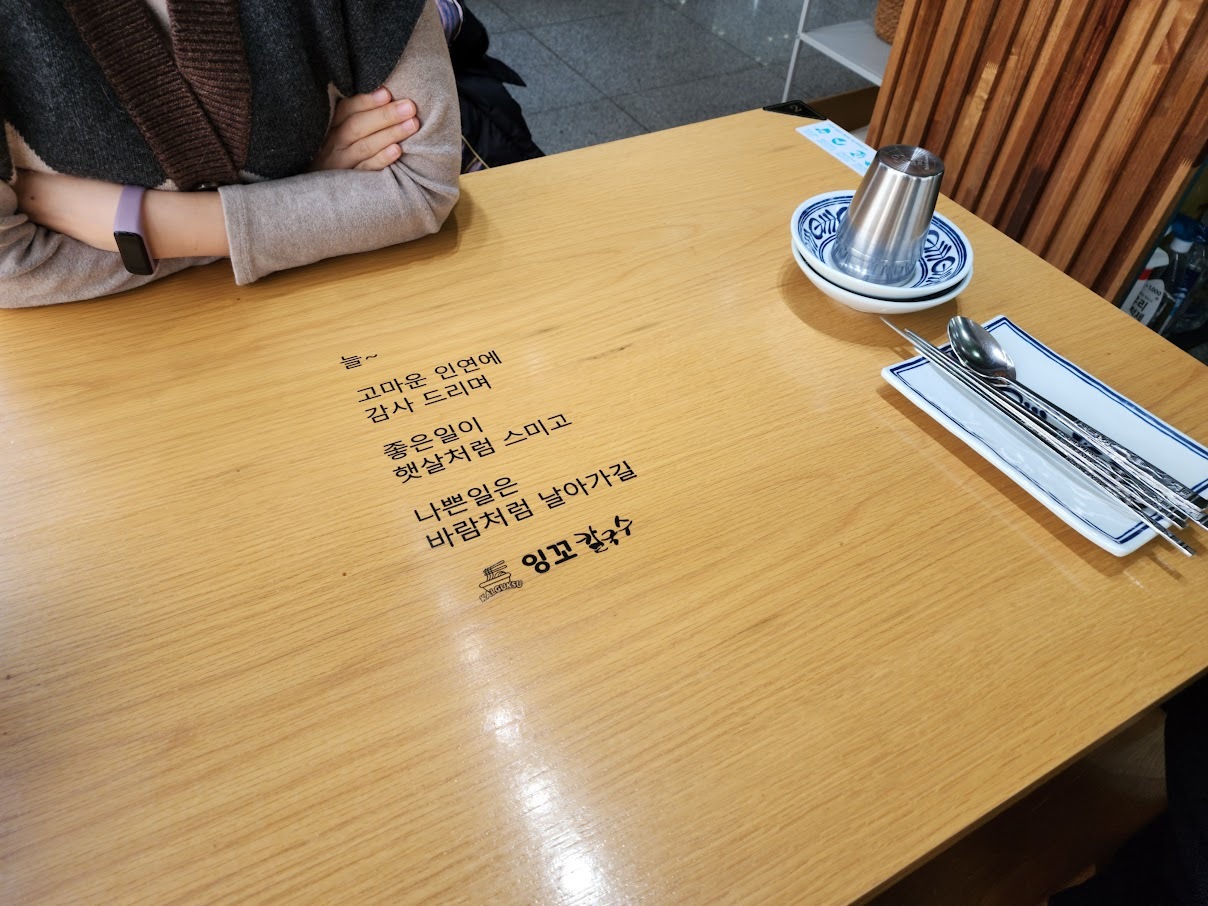 늘~
고마운 인연에
감사 드리며
좋은일이
햇살처럼 스미고
나쁜일은
바람처럼 날아가길
잉꼬 칼국수
KALGUKSU